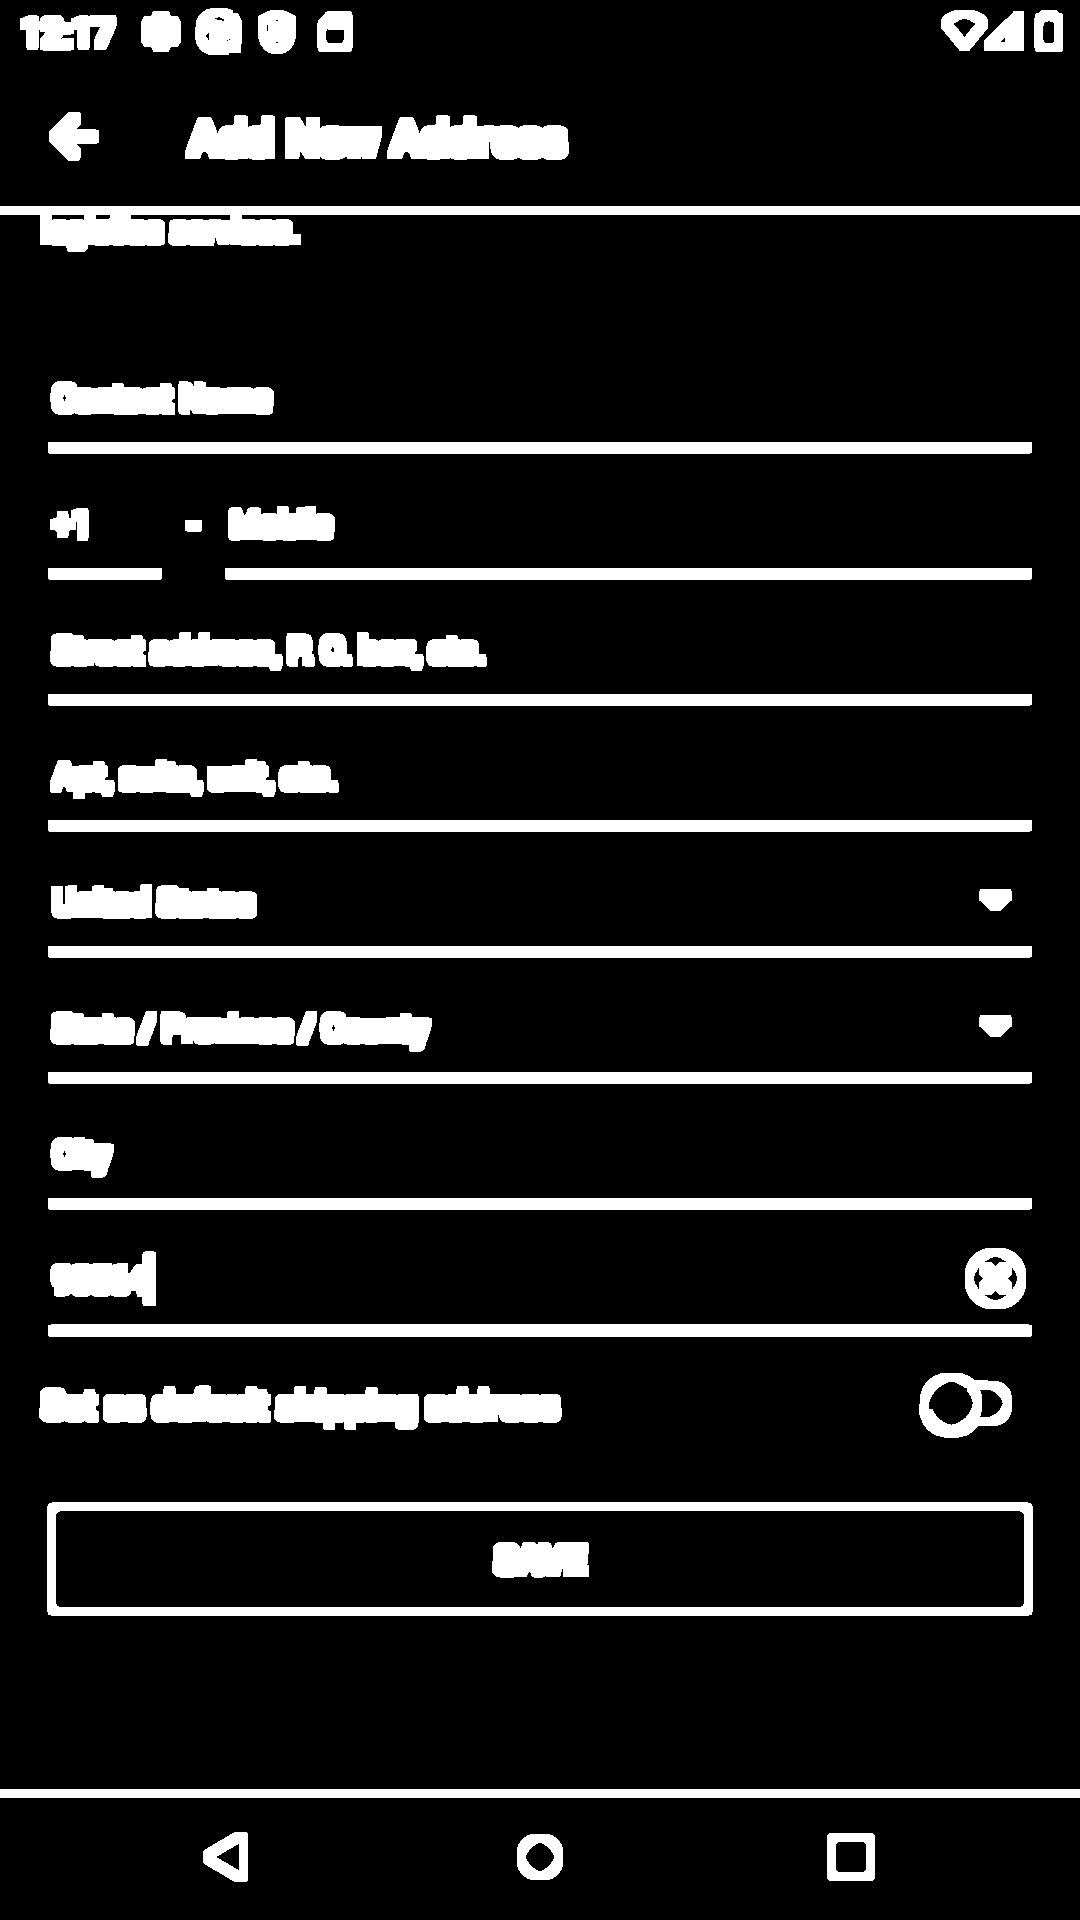 12:17
Add New Address
logistics services.
Contact Name
+1 - Mobile
Street address, P. O. box, etc.
Apt, suite, unit, etc.
United States
State / Province / County
City
Set as default shipping address
SAVE